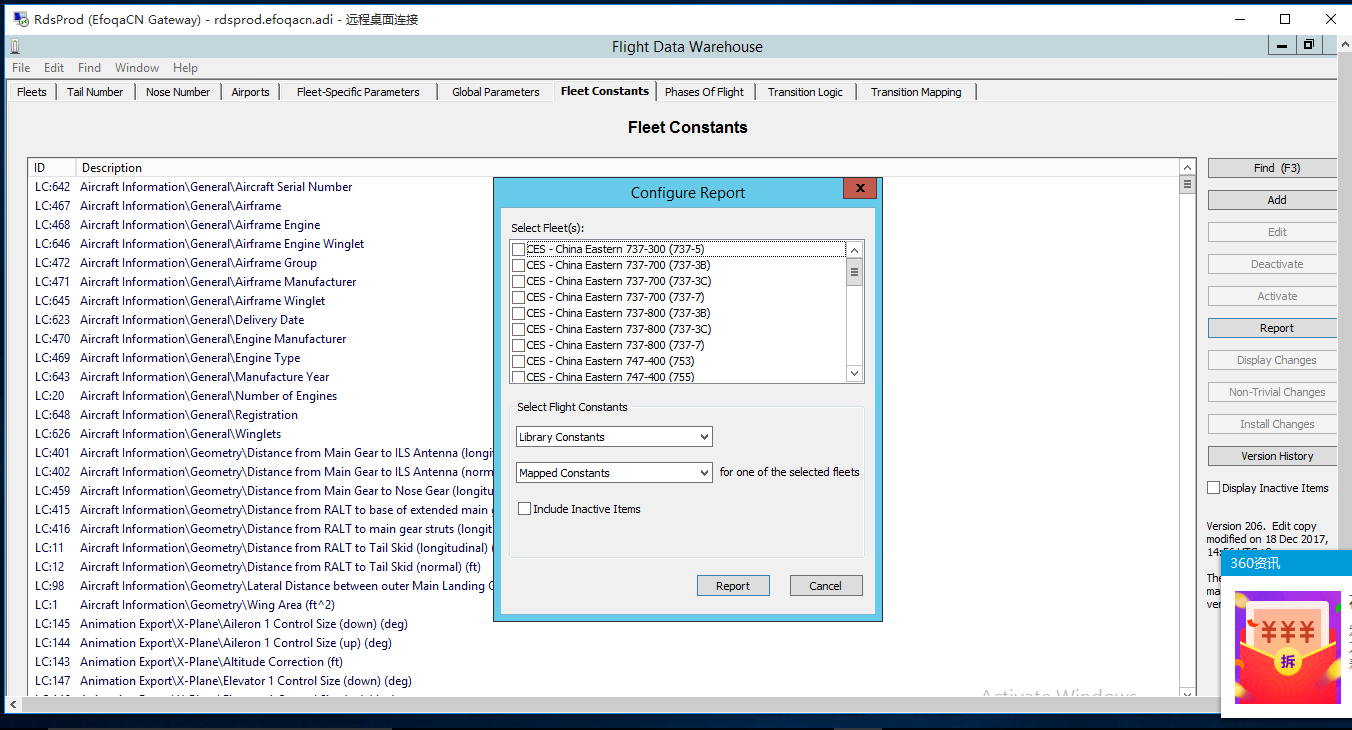 RdsProd (EfoqaCN Gateway) - rdsprod.efoqacn.adi - 远程桌面连接
Flight Data Warehouse
File Edit Find Window Help
Fleets Tail Number Nose Number Airports Fleet-Specific Parameters Global Parameters Fleet Constants Phases Of Flight Transition Logic Transition Mapping
Fleet Constants
ID Description
LC:642 Aircraft Information\General\Aircraft Serial Number
LC:467 Aircraft Information\General\Airframe
LC:468 Aircraft Information\General\Airframe Engine
LC:646 Aircraft Information\General\Airframe Engine Winglet
LC:472 Aircraft Information\General\Airframe Group
LC:471 Aircraft Information\General\Airframe Manufacturer
LC:645 Aircraft Information\General\Airframe Winglet
LC:623 Aircraft Information\General\Delivery Date
LC:470 Aircraft Information\General\Engine Manufacturer
LC:469 Aircraft Information\General\Engine Type
LC:643 Aircraft Information\General\Manufacture Year
LC:20 Aircraft Information\General\Number of Engines
LC:648 Aircraft Information\General\Registration
LC:626 Aircraft Information\General\Winglets
LC:401 Aircraft Information\Geometry\Distance from Main Gear to ILS Antenna (longi
LC:402 Aircraft Information\Geometry\Distance from Main Gear to ILS Antenna (norm
LC:459 Aircraft Information\Geometry\Distance from Main Gear to Nose Gear (longitu
LC:415 Aircraft Information\Geometry\Distance from RALT to base of extended main
LC:416 Aircraft Information\Geometry\Distance from RALT to main gear struts (longit
LC:11 Aircraft Information\Geometry\Distance from RALT to Tail Skid (longitudinal) (
LC:12 Aircraft Information\Geometry\Distance from RALT to Tail Skid (normal) (ft)
LC:98 Aircraft Information\Geometry\Lateral Distance between outer Main Landing G
LC:1 Aircraft Information\Geometry\Wing Area (ft^2)
LC:145 Animation Export\X-Plane\Aileron 1 Control Size (down) (deg)
LC:144 Animation Export\X-Plane\Aileron 1 Control Size (up) (deg)
LC:143 Animation Export\X-Plane\Altitude Correction (ft)
LC:147 Animation Export\X-Plane\Elevator 1 Control Size (down) (deg)
Configure Report
x
Select Fleet(s):
CES - China Eastern 737-300 (737-5)
CES - China Eastern 737-700 (737-3B)
CES - China Eastern 737-700 (737-3C)
CES - China Eastern 737-700 (737-7)
CES - China Eastern 737-800 (737-3B)
CES - China Eastern 737-800 (737-3C)
CES - China Eastern 737-800 (737-7)
CES - China Eastern 747-400 (753)
CES - China Eastern 747-400 (755)
Select Flight Constants
Library Constants
Mapped Constants for one of the selected fleets
Include Inactive Items
Report Cancel
Find (F3)
Add
Edit
Deactivate
Activate
Report
Display Changes
Non-Trivial Changes
Install Changes
Version History
Display Inactive Items
Version 206. Edit copy
modified on 18 Dec 2017,
360资讯
¥¥¥
拆
Activate Windows